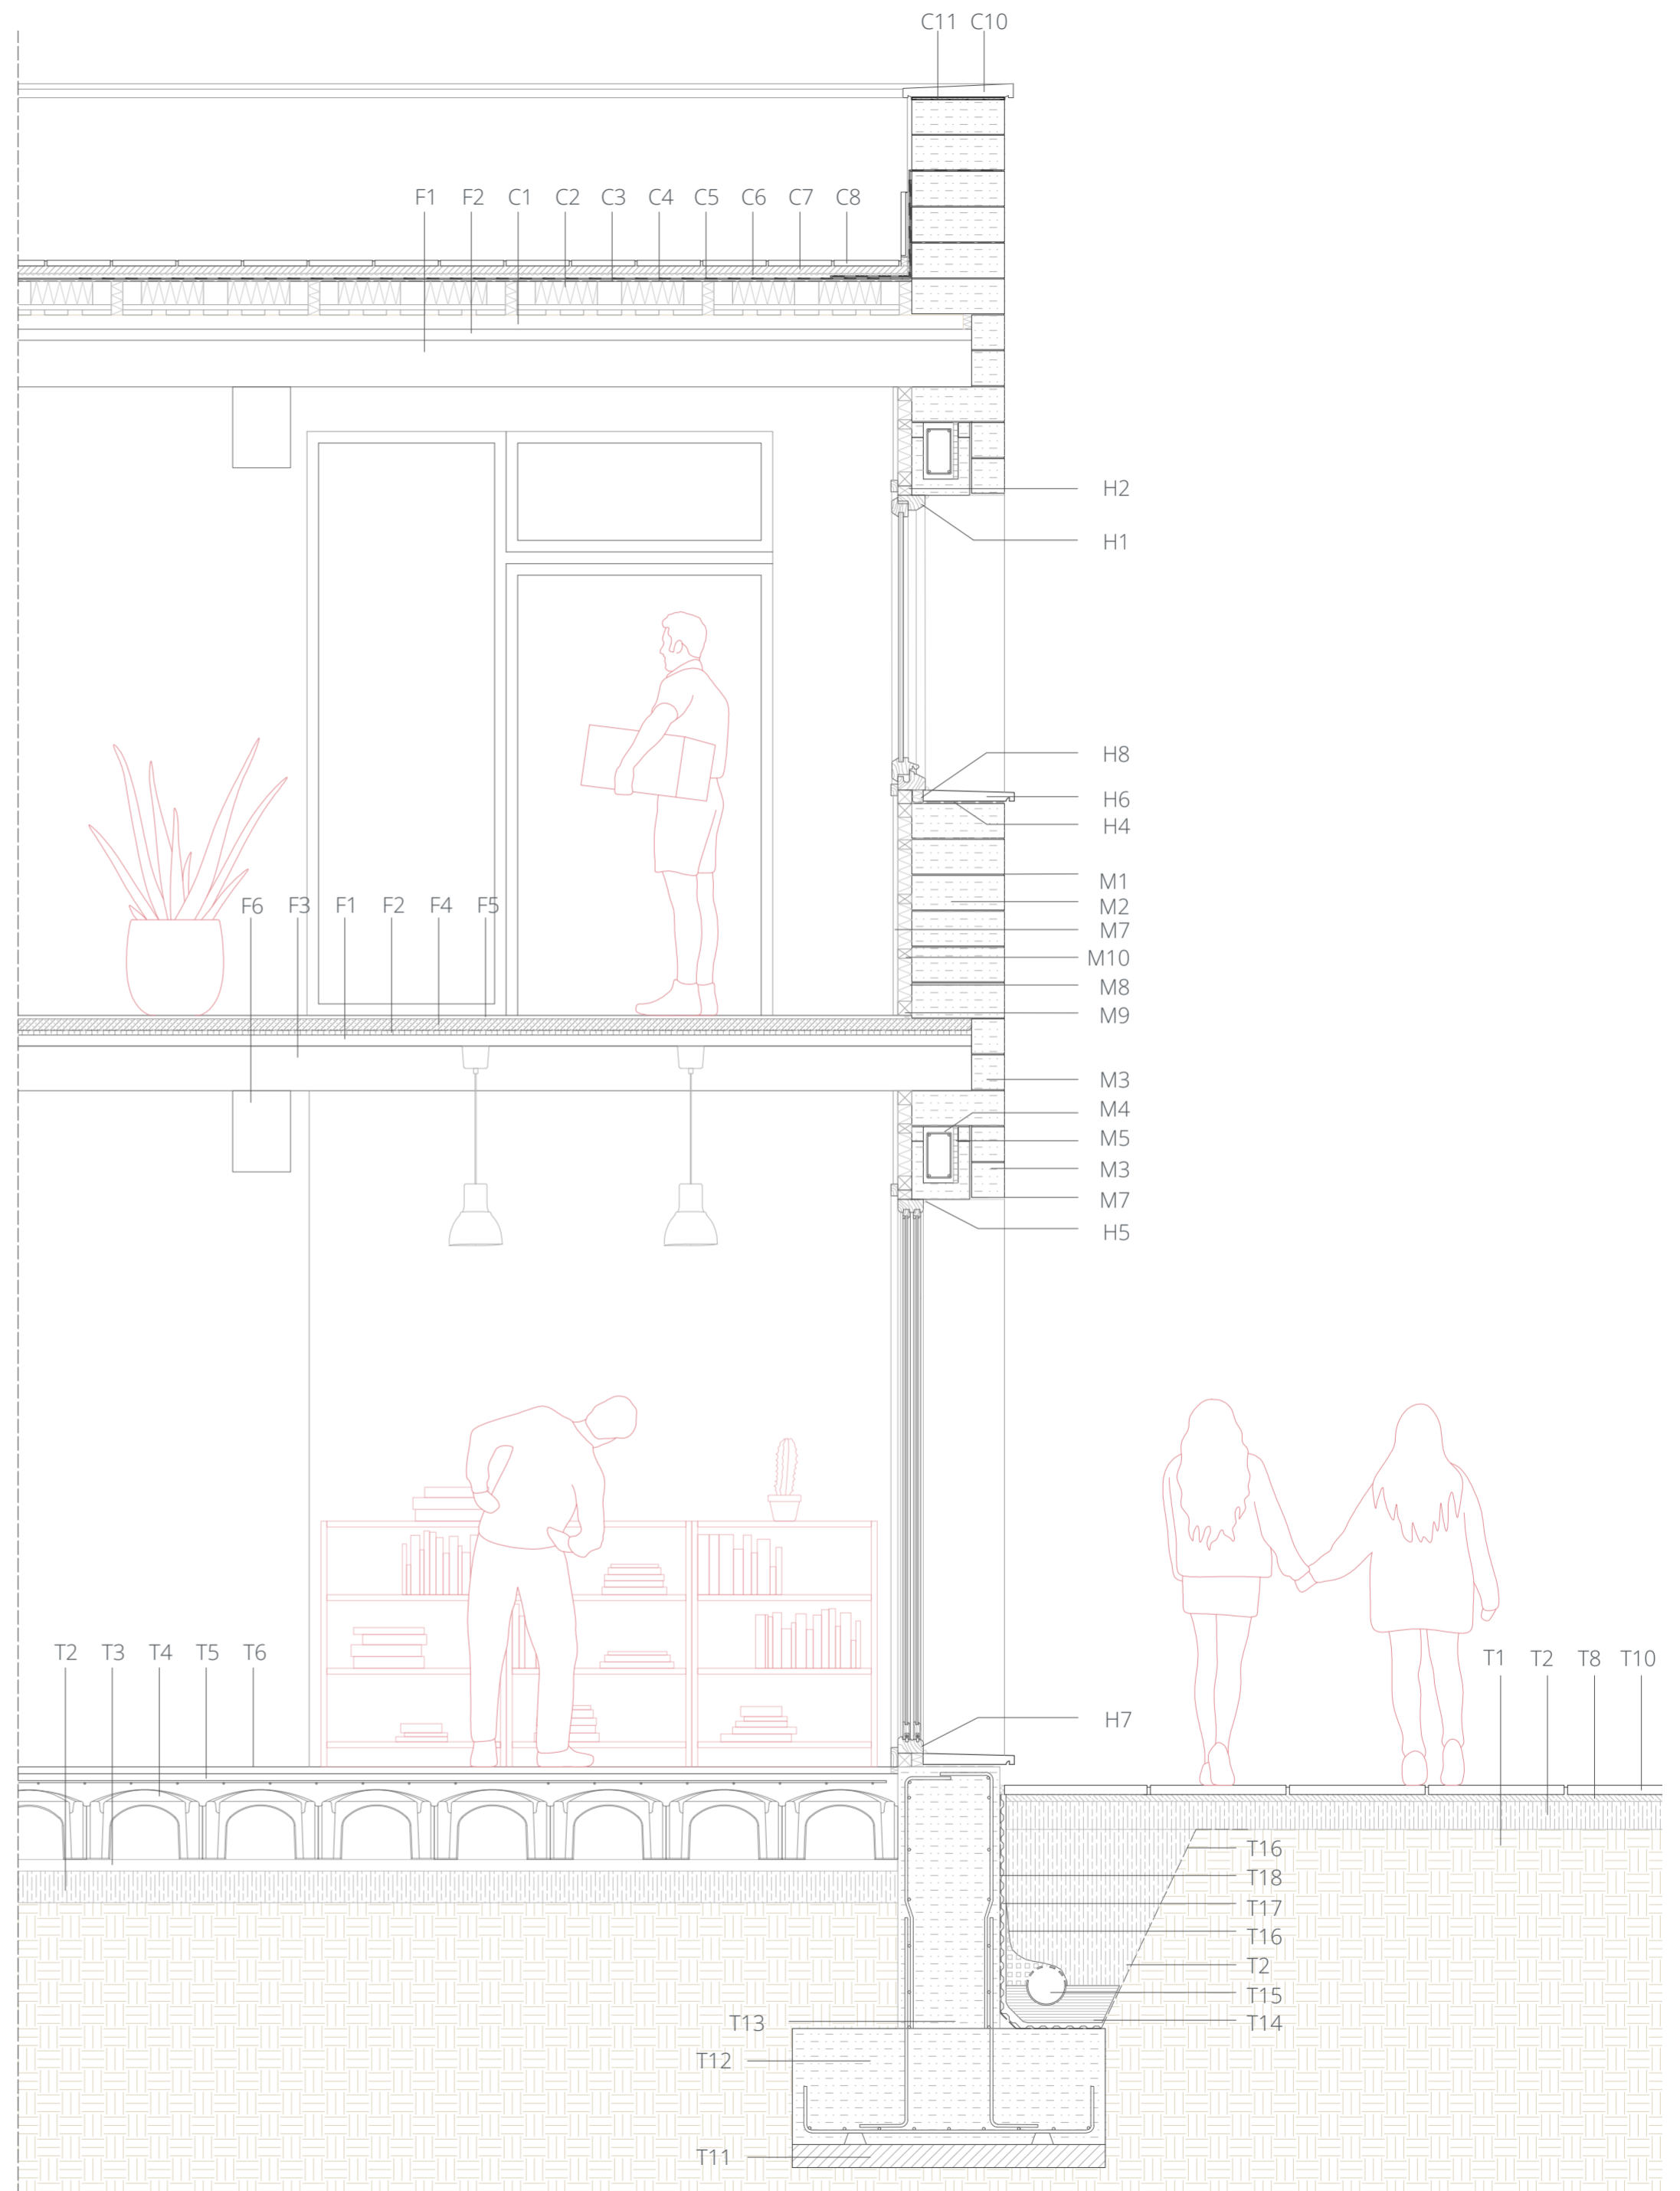 C11 C10
F1 F2 C1 C2 C3 C4 C5 C6 C7 C8
H2
H1
H8
H6
H4
M1
M2
F6 F3 F1 F2 F4 F5
M7
M10
M8
M9
M3
M4
M5
M3
M7
H5
T2 T3 T4 T5 T6
T1 T2 T8 T10
H7
T16
T18
T17
T16
T2
T15
T13
T14
T12
T11